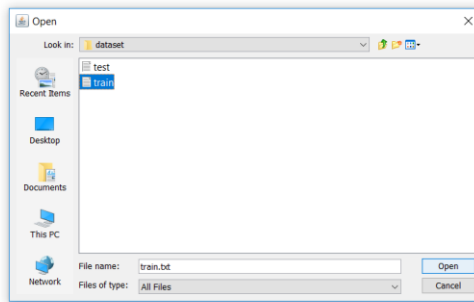 Open
Look in: dataset
test
train
Recent Items
Desktop
Documents
This PC
Network
File name: train.txt Open
Files of type: All Files Cancel